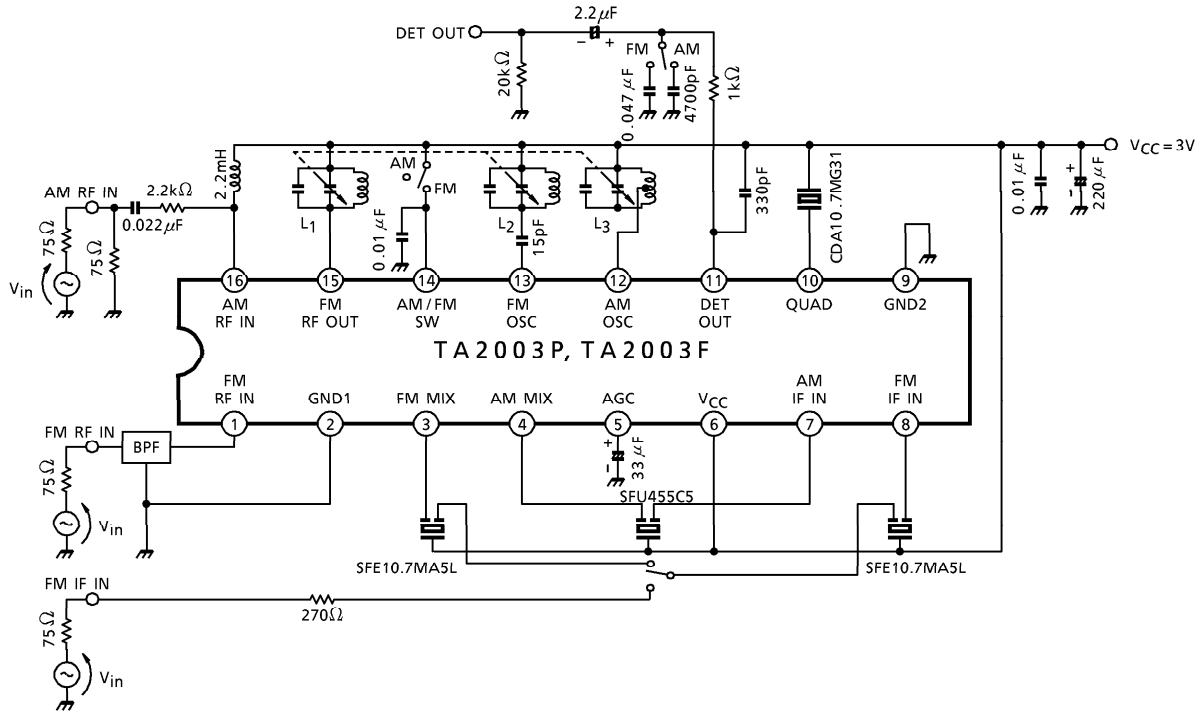 2.2μF
DET OUT
− +
FM AM
20kΩ
0.047μF
4700pF
1kΩ
VCC=3V
2.2mH
AM
FM
330pF
CDA10.7MG31
0.01μF
+
-
220μF
AM RF IN
2.2kΩ
0.022μF
75Ω
75Ω
Vin
L1
0.01μF
L2
15pF
L3
16 15 14 13 12 11 10 9
AM RF IN
FM RF OUT
AM/FM SW
FM OSC
AM OSC
DET OUT
QUAD
GND2
TA2003P, TA2003F
FM RF IN
GND1
FM MIX
AM MIX
AGC
VCC
AM IF IN
FM IF IN
1 2 3 4 5 6 7 8
FM RF IN
BPF
75Ω
Vin
+
-
33μF
SFU455C5
SFE10.7MA5L
SFE10.7MA5L
FM IF IN
270Ω
75Ω
Vin